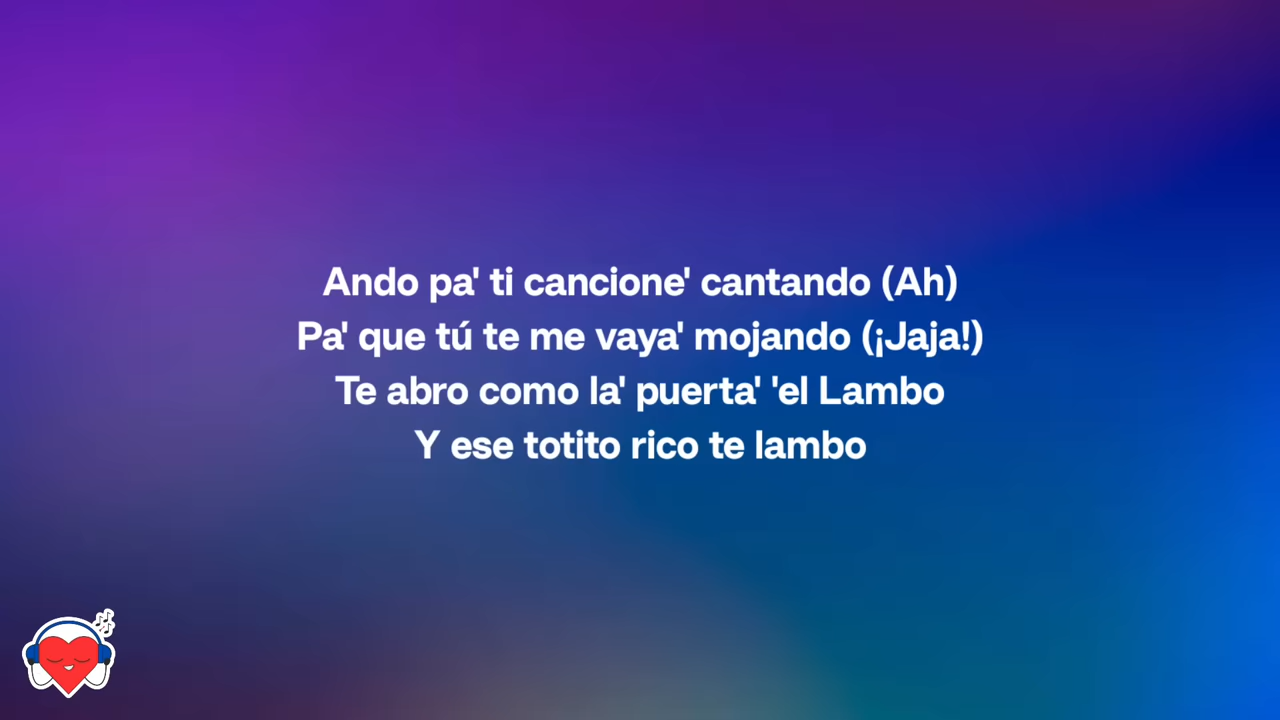 Ando pa' ti cancione' cantando (Ah)
Pa' que tú te me vaya' mojando (¡Jaja!)
Te abro como la' puerta' 'el Lambo
Y ese totito rico te lambo